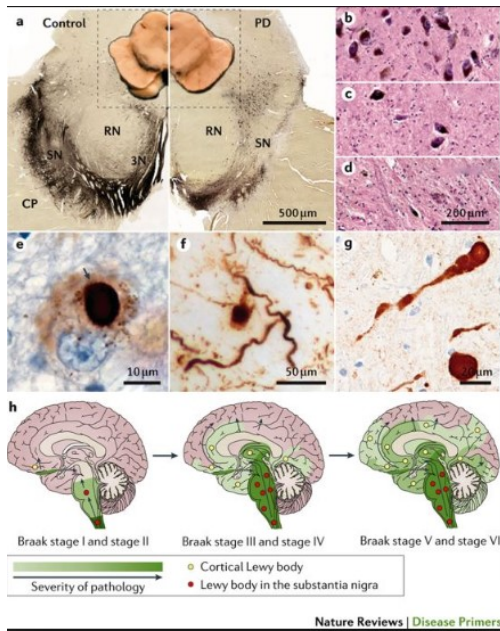 a Control PD
RN RN
SN 3N SN
CP
500 μm
b
c
d
200 μm
e
10 μm
f
50 μm
g
20 μm
h
Braak stage I and stage II Braak stage III and stage IV Braak stage V and stage VI
Severity of pathology
Cortical Lewy body
Lewy body in the substantia nigra
Nature Reviews | Disease Primers